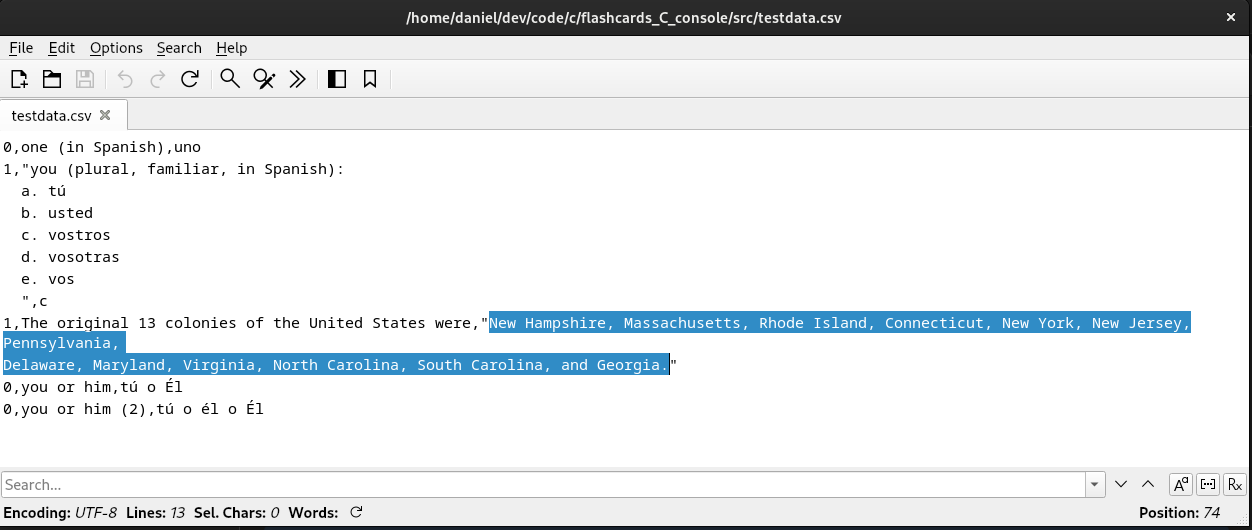 /home/daniel/dev/code/c/flashcards_C_console/src/testdata.csv
File Edit Options Search Help
testdata.csv
0,one (in Spanish),uno
1,"you (plural, familiar, in Spanish):
  a. tú
  b. usted
  c. vostros
  d. vosotras
  e. vos
  ",c
1,The original 13 colonies of the United States were,"New Hampshire, Massachusetts, Rhode Island, Connecticut, New York, New Jersey,
Pennsylvania,
Delaware, Maryland, Virginia, North Carolina, South Carolina, and Georgia."
0,you or him,tú o Él
0,you or him (2),tú o él o Él
Search...
Encoding: UTF-8 Lines: 13 Sel. Chars: 0 Words: Position: 74